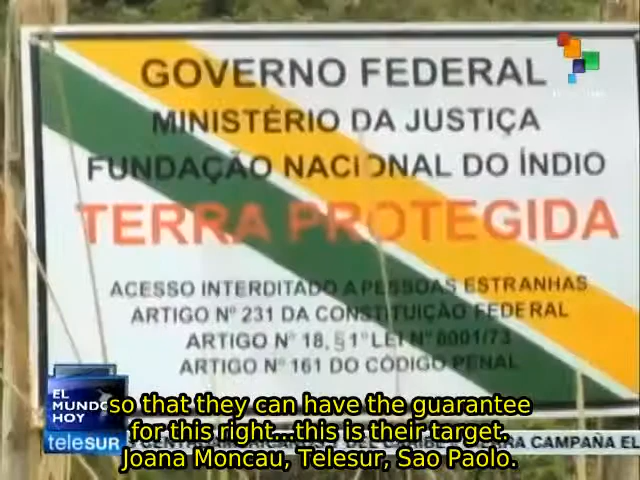 GOVERNO FEDERAL
MINISTÉRIO DA JUSTIÇA
FUNDAÇÃO NACIONAL DO ÍNDIO
TERRA PROTEGIDA
ACESSO INTERDITADO A PESSOAS ESTRANHAS
ARTIGO Nº 231 DA CONSTITUIÇÃO FEDERAL
ARTIGO Nº 18, §1º LEI Nº 6001/73
ARTIGO Nº 161 DO CÓDIGO PENAL
EL
MUNDO
HOY
so that they can have the guarantee
for this right...this is their target.
teleSUR
DEL CARIBE
CAMPAÑA EL
Joana Moncau, Telesur, Sao Paolo.